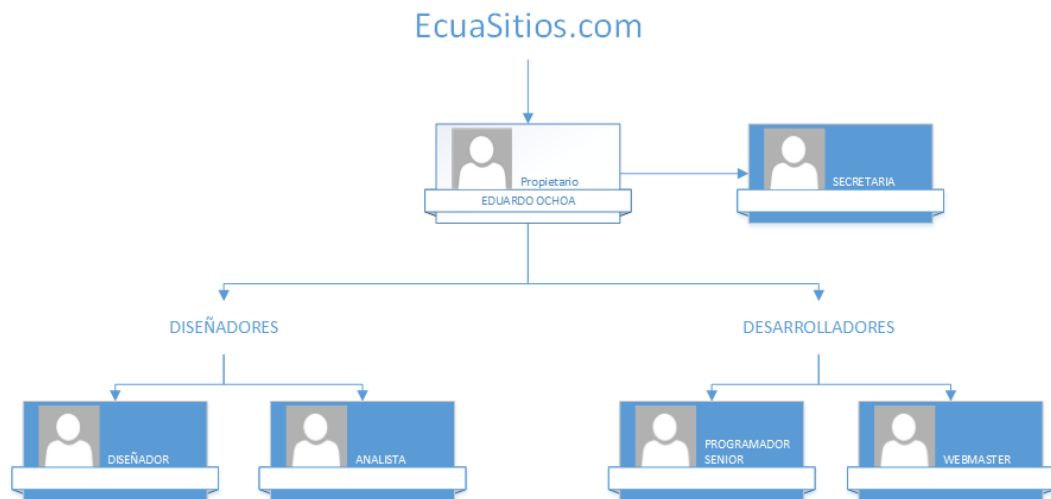 EcuaSitios.com
Propietario
EDUARDO OCHOA
SECRETARIA
DISEÑADORES
DESARROLLADORES
DISEÑADOR
ANALISTA
PROGRAMADOR
SENIOR
WEBMASTER